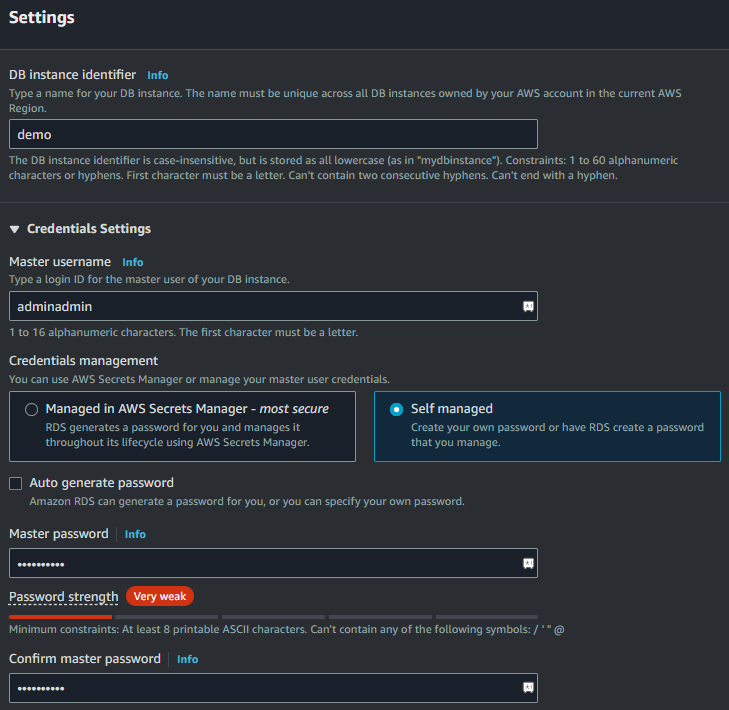 Settings
DB instance identifier Info
Type a name for your DB instance. The name must be unique across all DB instances owned by your AWS account in the current AWS
Region.
demo
The DB instance identifier is case-insensitive, but is stored as all lowercase (as in "mydbinstance"). Constraints: 1 to 60 alphanumeric
characters or hyphens. First character must be a letter. Can't contain two consecutive hyphens. Can't end with a hyphen.
Credentials Settings
Master username Info
Type a login ID for the master user of your DB instance.
adminadmin
1 to 16 alphanumeric characters. The first character must be a letter.
Credentials management
You can use AWS Secrets Manager or manage your master user credentials.
Managed in AWS Secrets Manager - most secure
RDS generates a password for you and manages it
throughout its lifecycle using AWS Secrets Manager.
Self managed
Create your own password or have RDS create a password
that you manage.
Auto generate password
Amazon RDS can generate a password for you, or you can specify your own password.
Master password Info
••••••••••
Password strength Very weak
Minimum constraints: At least 8 printable ASCII characters. Can't contain any of the following symbols: / ' " @
Confirm master password Info
••••••••••